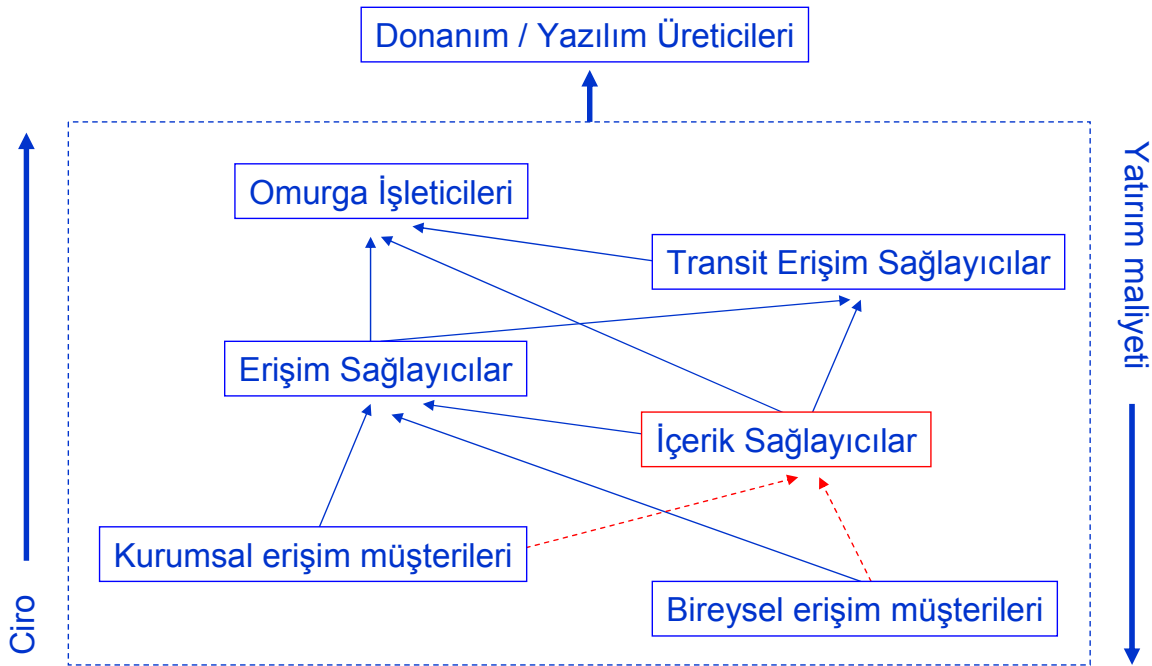 Donanım / Yazılım Üreticileri
Omurga İşleticileri
Transit Erişim Sağlayıcılar
Erişim Sağlayıcılar
İçerik Sağlayıcılar
Kurumsal erişim müşterileri
Bireysel erişim müşterileri
Ciro
Yatırım maliyeti